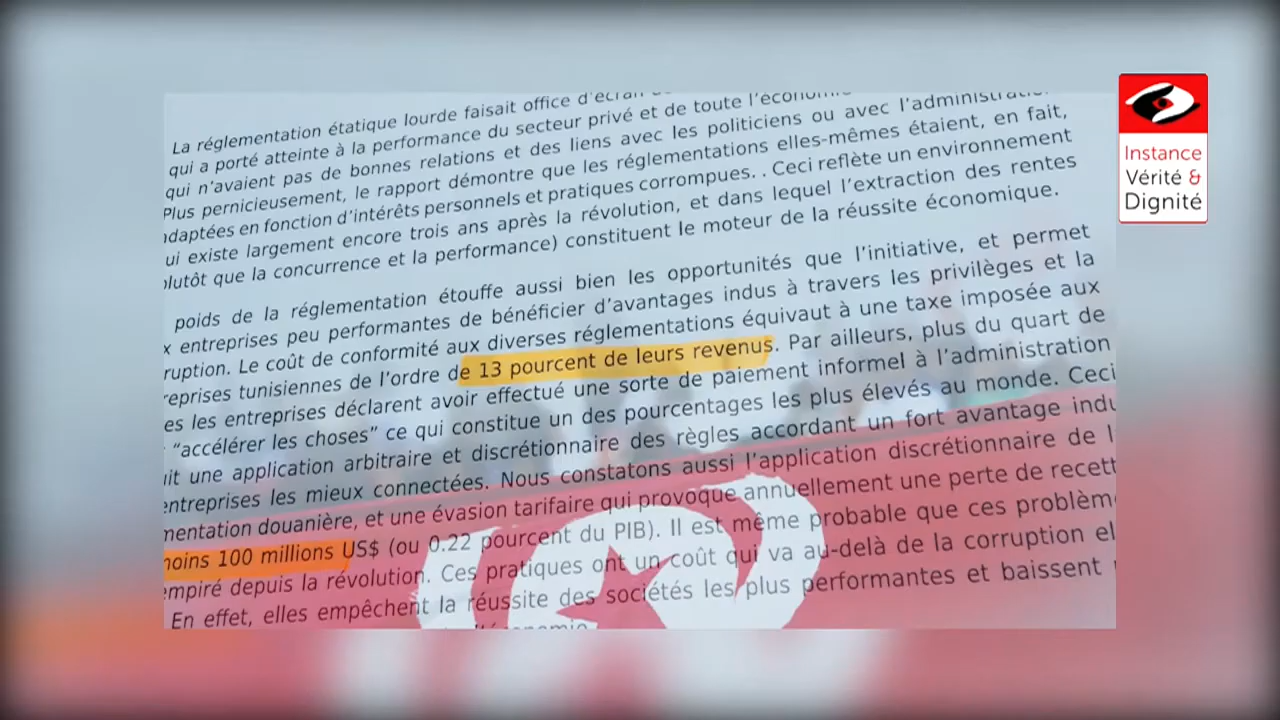 La réglementation étatique lourde faisait office d'écran
qui a porté atteinte à la performance du secteur privé et de toute l'économie
qui n'avaient pas de bonnes relations et des liens avec les politiciens ou avec l'administration
Plus pernicieusement, le rapport démontre que les réglementations elles-mêmes étaient, en fait,
adaptées en fonction d'intérêts personnels et pratiques corrompues. . Ceci reflète un environnement
ui existe largement encore trois ans après la révolution, et dans lequel l'extraction des rentes
plutôt que la concurrence et la performance) constituent le moteur de la réussite économique.
poids de la réglementation étouffe aussi bien les opportunités que l'initiative, et permet
x entreprises peu performantes de bénéficier d'avantages indus à travers les privilèges et la
ruption. Le coût de conformité aux diverses réglementations équivaut à une taxe imposée aux
reprises tunisiennes de l'ordre de 13 pourcent de leurs revenus. Par ailleurs, plus du quart de
es les entreprises déclarent avoir effectué une sorte de paiement informel à l'administration
"accélérer les choses" ce qui constitue un des pourcentages les plus élevés au monde. Ceci
uit une application arbitraire et discrétionnaire des règles accordant un fort avantage indu
entreprises les mieux connectées. Nous constatons aussi l'application discrétionnaire de l
mentation douanière, et une évasion tarifaire qui provoque annuellement une perte de recett
moins 100 millions US$ (ou 0.22 pourcent du PIB). Il est même probable que ces problèm
empiré depuis la révolution. Ces pratiques ont un coût qui va au-delà de la corruption el
En effet, elles empêchent la réussite des sociétés les plus performantes et baissent
l'économie
Instance
Vérité &
Dignité